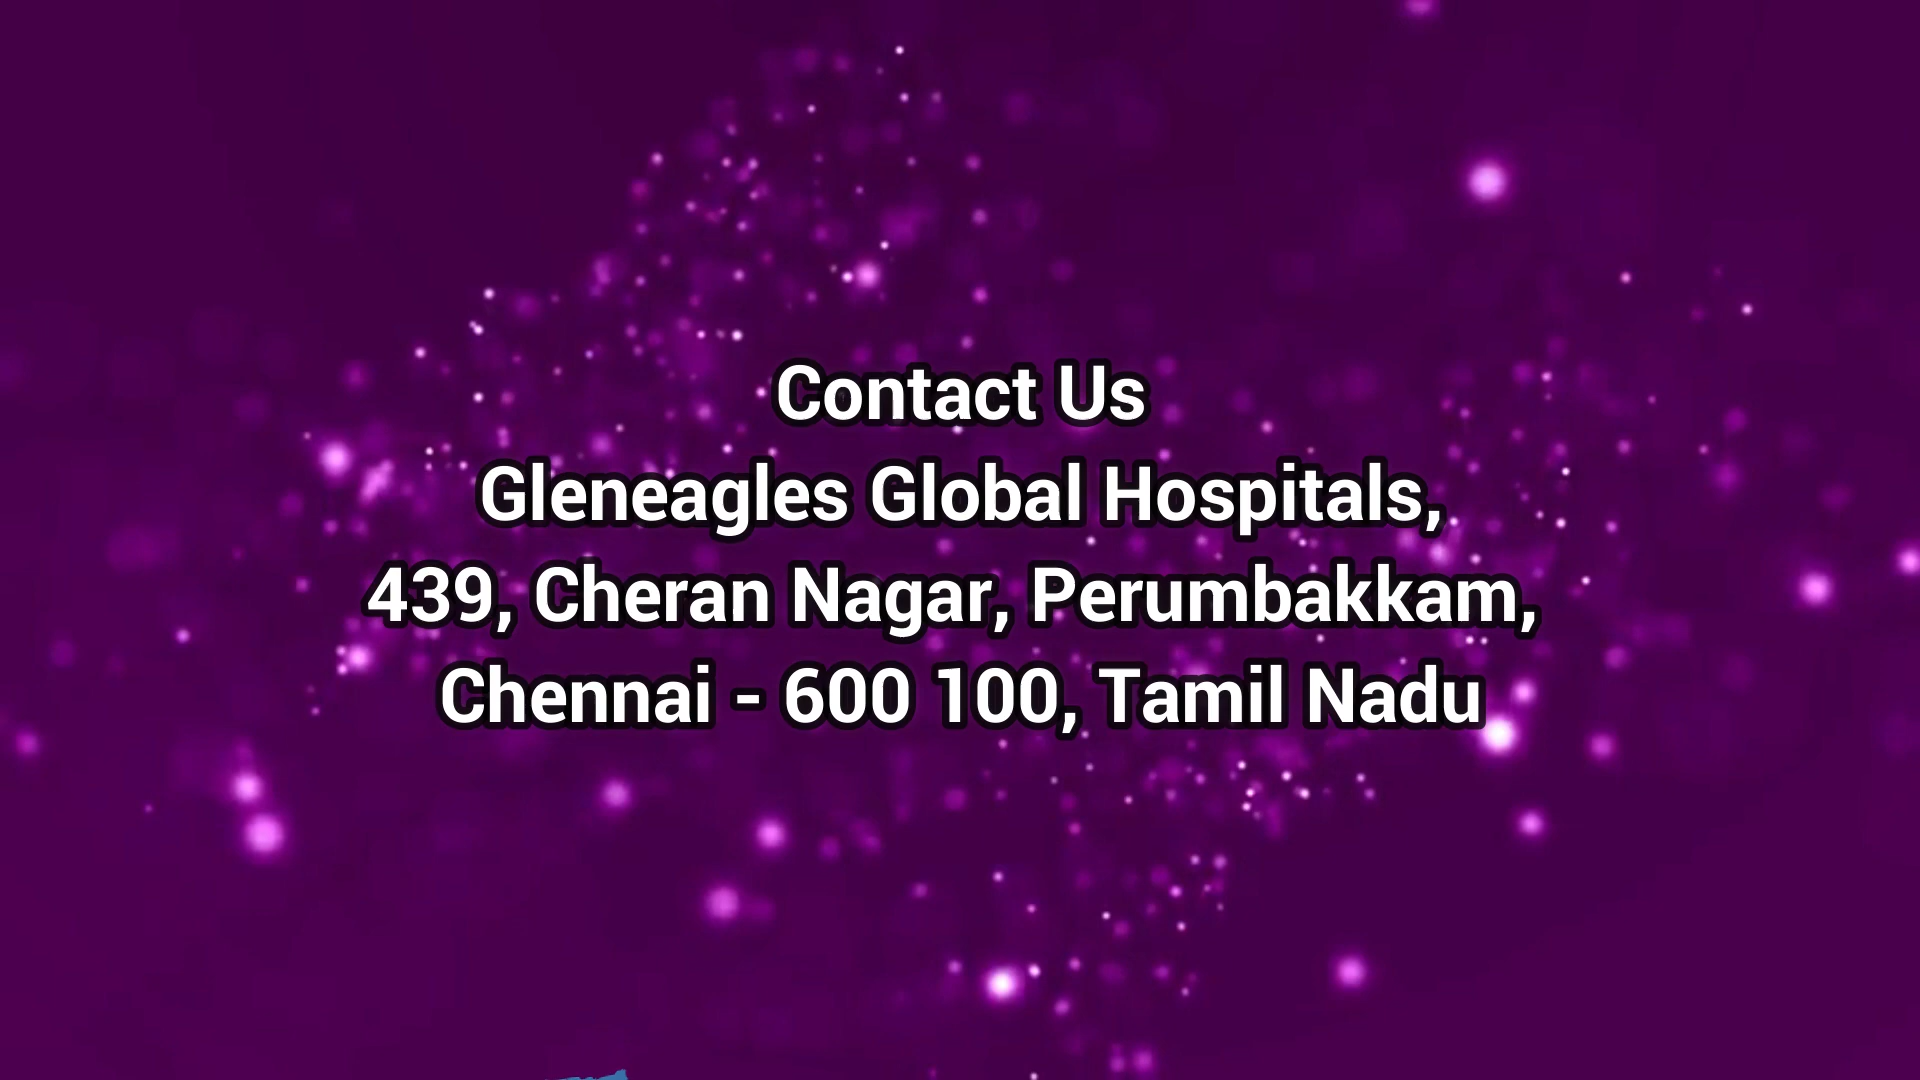 Contact Us
Gleneagles Global Hospitals,
439, Cheran Nagar, Perumbakkam,
Chennai - 600 100, Tamil Nadu